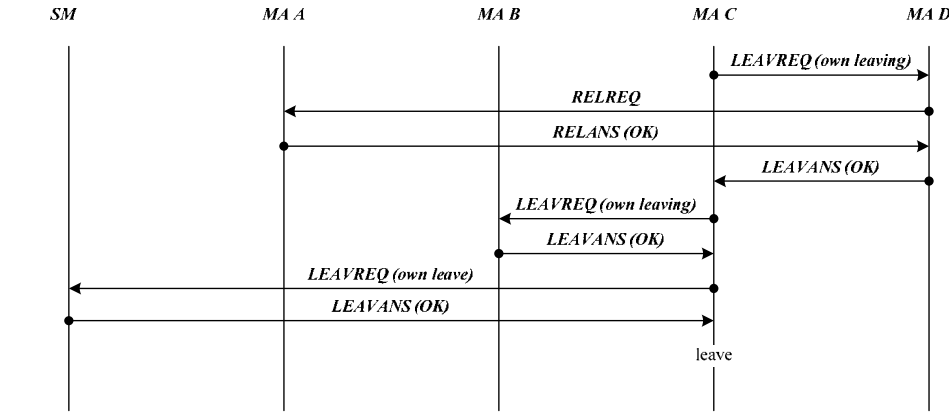 SM MA A MA B MA C MA D
LEAVREQ (own leaving)
RELREQ
RELANS (OK)
LEAVANS (OK)
LEAVREQ (own leaving)
LEAVANS (OK)
LEAVREQ (own leave)
LEAVANS (OK)
leave